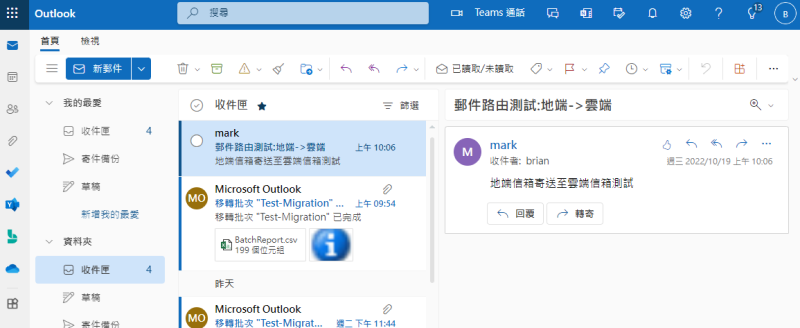 Outlook
搜尋
Teams 通話
13
B
首頁
檢視
新郵件
已讀取/未讀取
我的最愛
收件匣 4
寄件備份
草稿
新增我的最愛
資料夾
收件匣 4
草稿
寄件備份
收件匣
篩選
mark
郵件路由測試:地端->雲端 上午 10:06
地端信箱寄送至雲端信箱測試
MO
Microsoft Outlook
移轉批次 "Test-Migration" ... 上午 09:54
移轉批次 "Test-Migration" 已完成
BatchReport.csv
199 個位元組
昨天
MO
Microsoft Outlook
移轉批次 "Test-Migrat... 週二 下午 11:44
郵件路由測試:地端->雲端
M
mark
收件者: brian
週三 2022/10/19 上午 10:06
地端信箱寄送至雲端信箱測試
回覆
轉寄